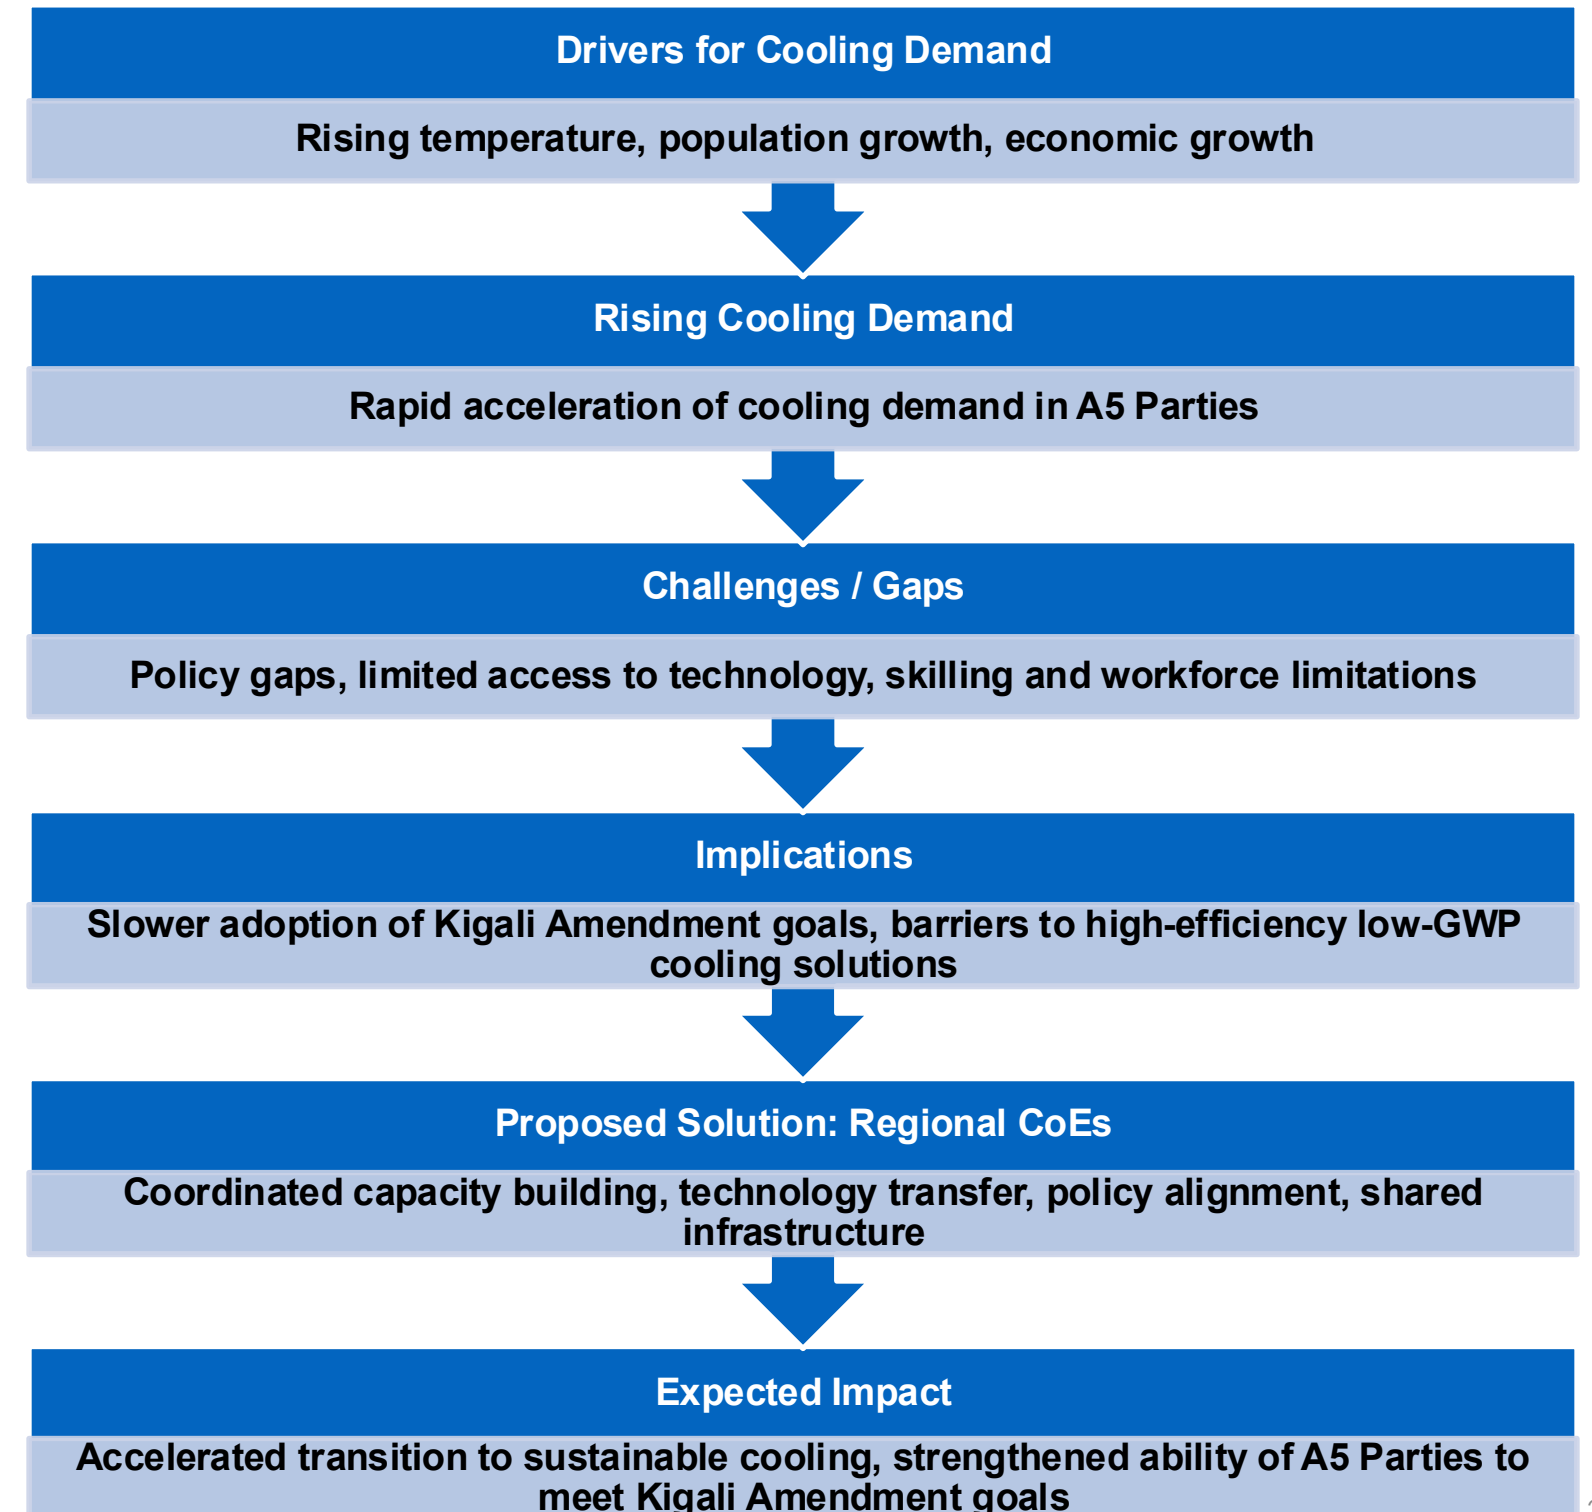 Drivers for Cooling Demand
Rising temperature, population growth, economic growth
Rising Cooling Demand
Rapid acceleration of cooling demand in A5 Parties
Challenges / Gaps
Policy gaps, limited access to technology, skilling and workforce limitations
Implications
Slower adoption of Kigali Amendment goals, barriers to high-efficiency low-GWP
cooling solutions
Proposed Solution: Regional CoEs
Coordinated capacity building, technology transfer, policy alignment, shared
infrastructure
Expected Impact
Accelerated transition to sustainable cooling, strengthened ability of A5 Parties to
meet Kigali Amendment goals